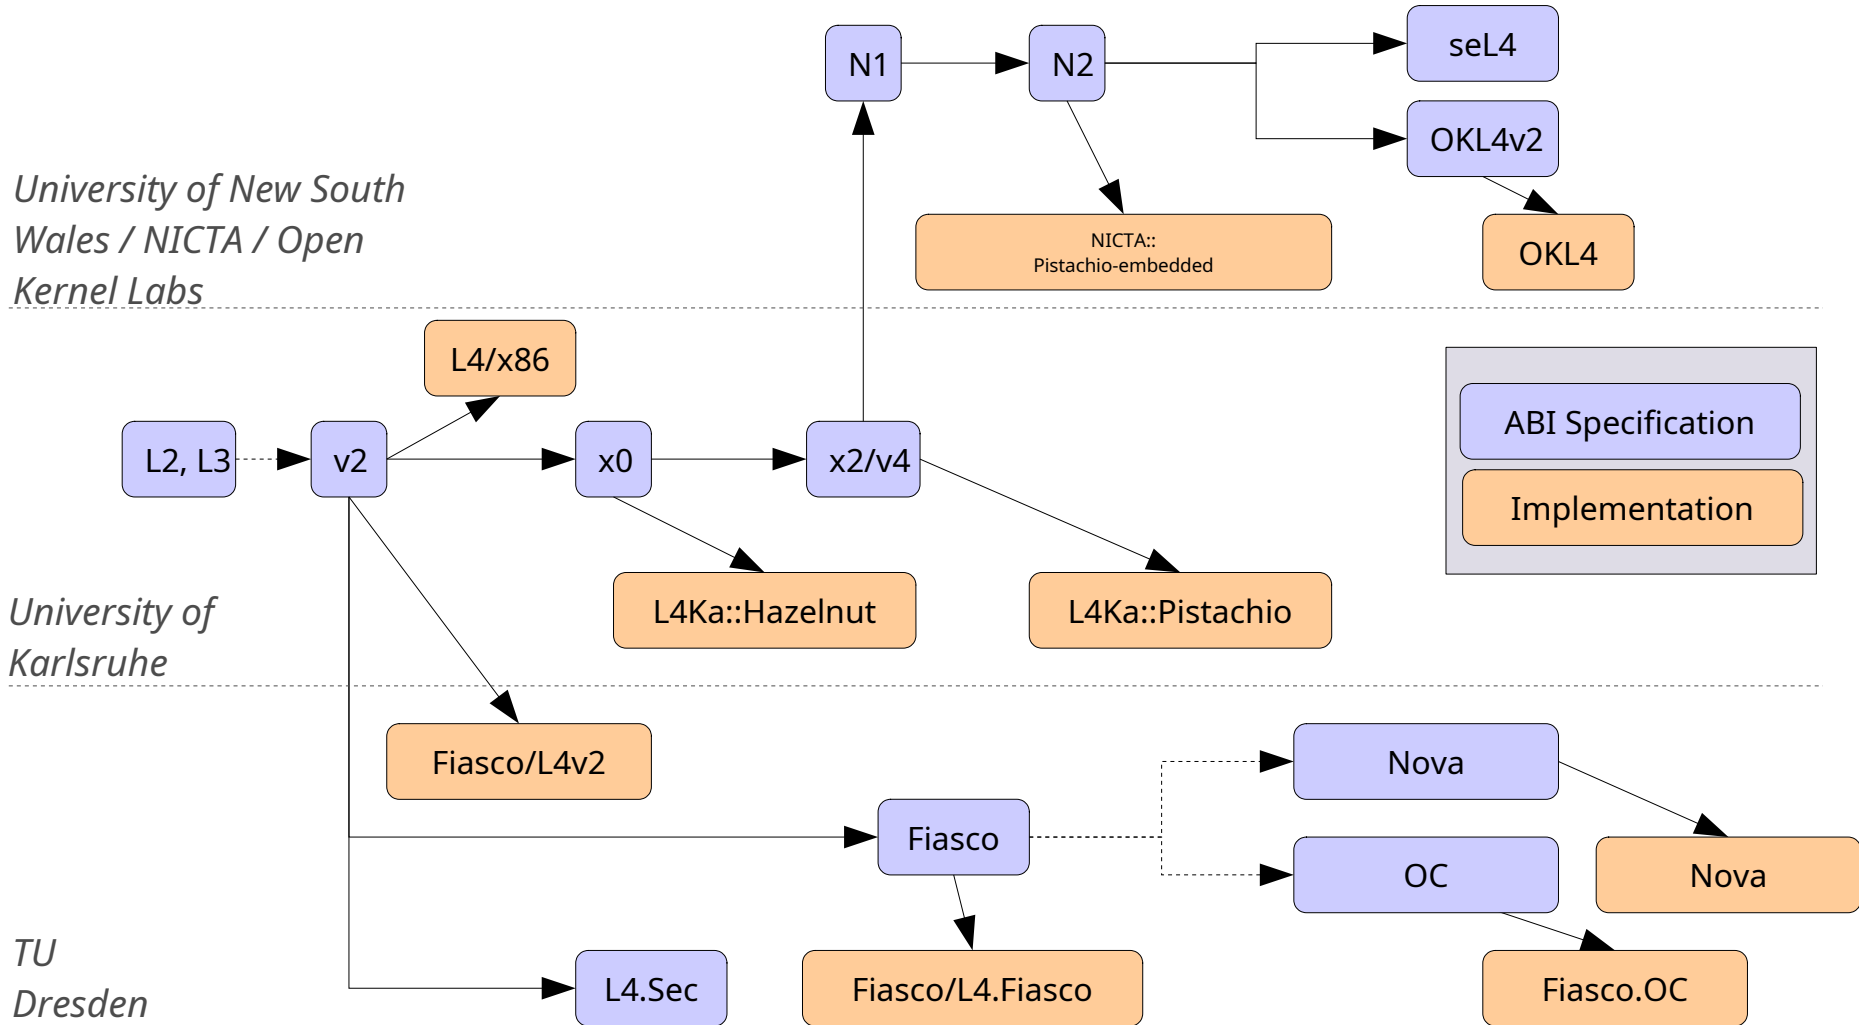 N1
N2
seL4
OKL4v2
University of New South
Wales / NICTA / Open
Kernel Labs
NICTA::
Pistachio-embedded
OKL4
L4/x86
L2, L3
v2
x0
x2/v4
ABI Specification
Implementation
L4Ka::Hazelnut
L4Ka::Pistachio
University of
Karlsruhe
Fiasco/L4v2
Nova
Fiasco
OC
Nova
TU
Dresden
L4.Sec
Fiasco/L4.Fiasco
Fiasco.OC